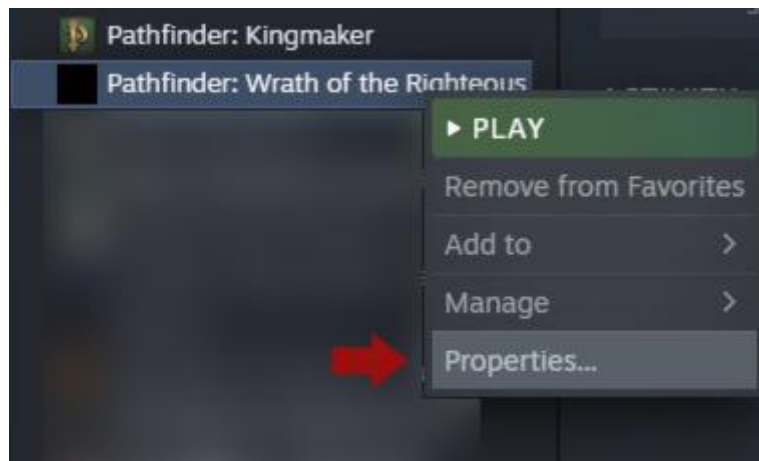 Pathfinder: Kingmaker
Pathfinder: Wrath of the Righteous
PLAY
Remove from Favorites
Add to
Manage
Properties...